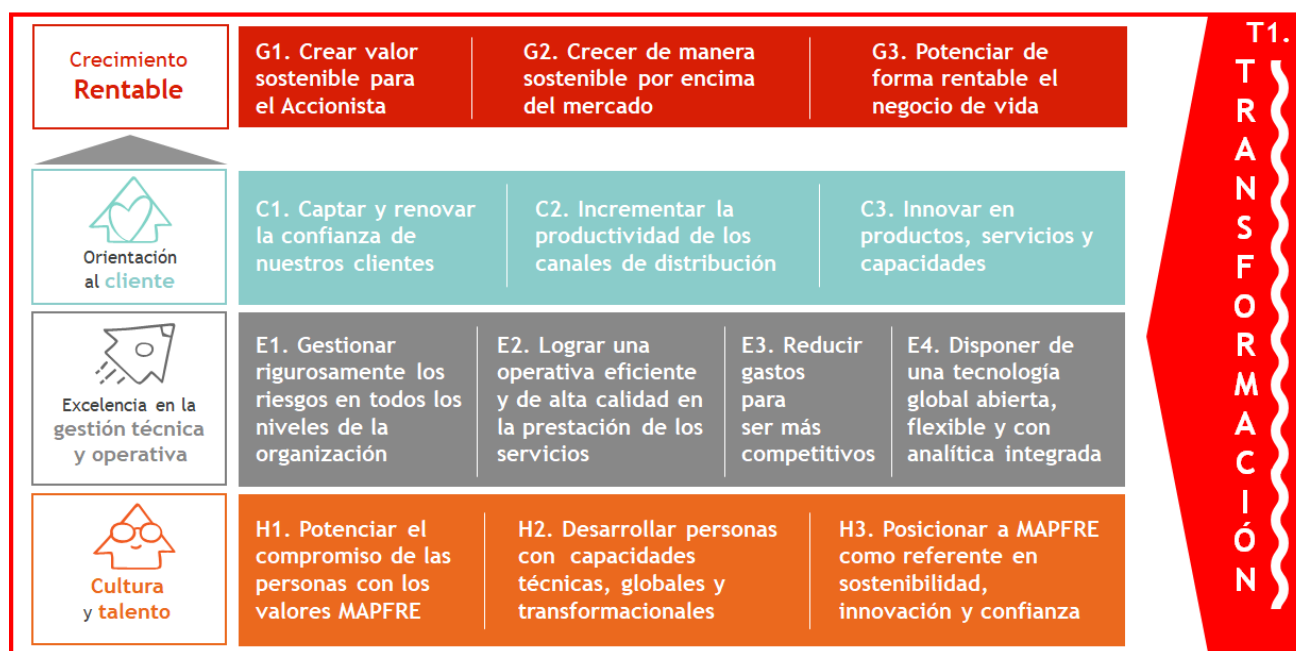 Crecimiento
Rentable
G1. Crear valor
sostenible para
el Accionista
G2. Crecer de manera
sostenible por encima
del mercado
G3. Potenciar de
forma rentable el
negocio de vida
Orientación
al cliente
C1. Captar y renovar
la confianza de
nuestros clientes
C2. Incrementar la
productividad de los
canales de distribución
C3. Innovar en
productos, servicios y
capacidades
Excelencia en la
gestión técnica
y operativa
E1. Gestionar
rigurosamente los
riesgos en todos los
niveles de la
organización
E2. Lograr una
operativa eficiente
y de alta calidad en
la prestación de los
servicios
E3. Reducir
gastos
para
ser más
competitivos
E4. Disponer de
una tecnología
global abierta,
flexible y con
analítica integrada
Cultura
y talento
H1. Potenciar el
compromiso de las
personas con los
valores MAPFRE
H2. Desarrollar personas
con capacidades
técnicas, globales y
transformacionales
H3. Posicionar a MAPFRE
como referente en
sostenibilidad,
innovación y confianza
T1.
TRANSFORMACIÓN